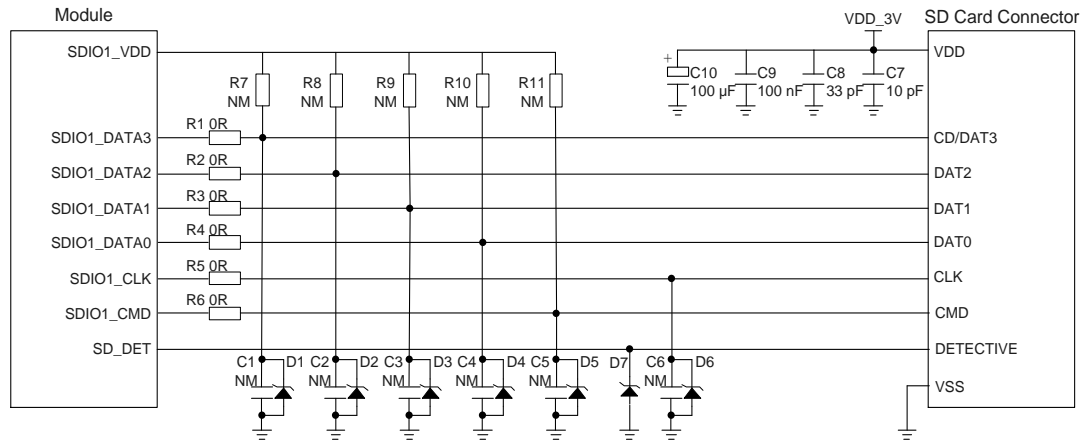 Module
VDD_3V
SD Card Connector
SDIO1_VDD
VDD
R7
NM
R8
NM
R9
NM
R10
NM
R11
NM
+
C10
100 µF
C9
100 nF
C8
33 pF
C7
10 pF
SDIO1_DATA3
R1 0R
CD/DAT3
SDIO1_DATA2
R2 0R
DAT2
SDIO1_DATA1
R3 0R
DAT1
SDIO1_DATA0
R4 0R
DAT0
SDIO1_CLK
R5 0R
CLK
SDIO1_CMD
R6 0R
CMD
SD_DET
DETECTIVE
C1
NM
D1
C2
NM
D2
C3
NM
D3
C4
NM
D4
C5
NM
D5
D7
C6
NM
D6
VSS